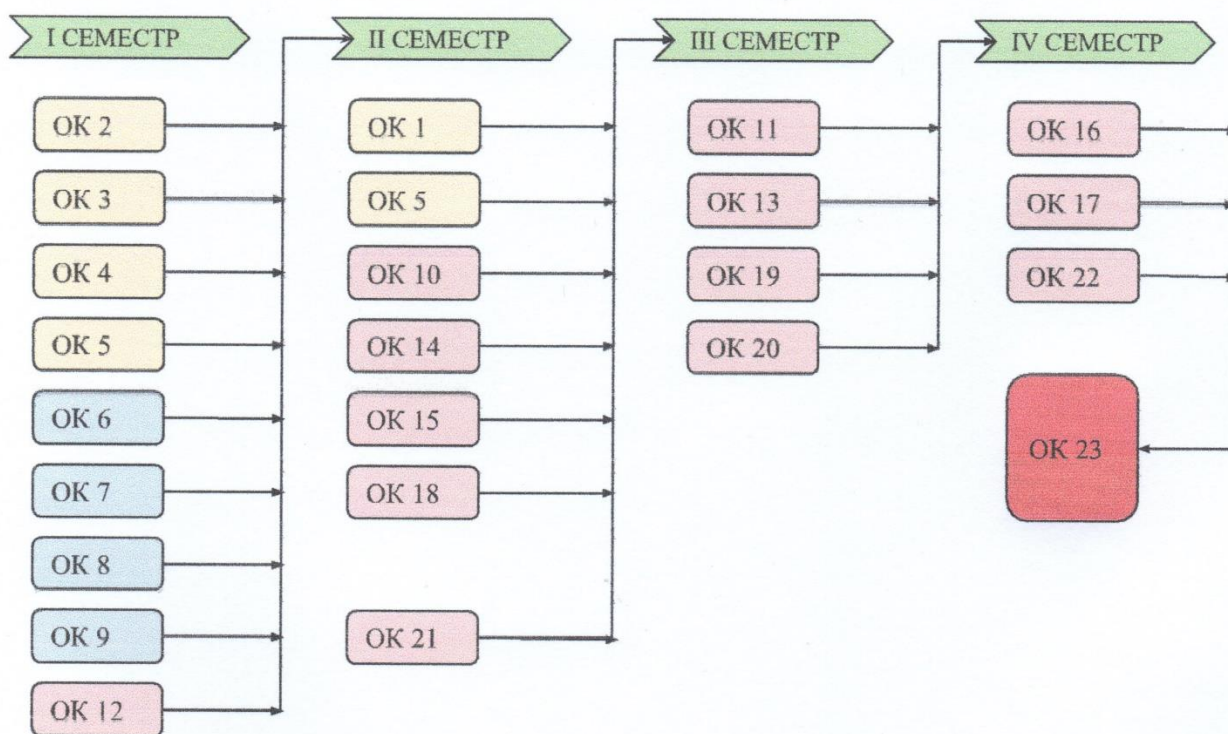 I СЕМЕСТР
ОК 2
ОК 3
ОК 4
ОК 5
ОК 6
ОК 7
ОК 8
ОК 9
ОК 12
II СЕМЕСТР
ОК 1
ОК 5
ОК 10
ОК 14
ОК 15
ОК 18
ОК 21
III СЕМЕСТР
ОК 11
ОК 13
ОК 19
ОК 20
IV СЕМЕСТР
ОК 16
ОК 17
ОК 22
ОК 23